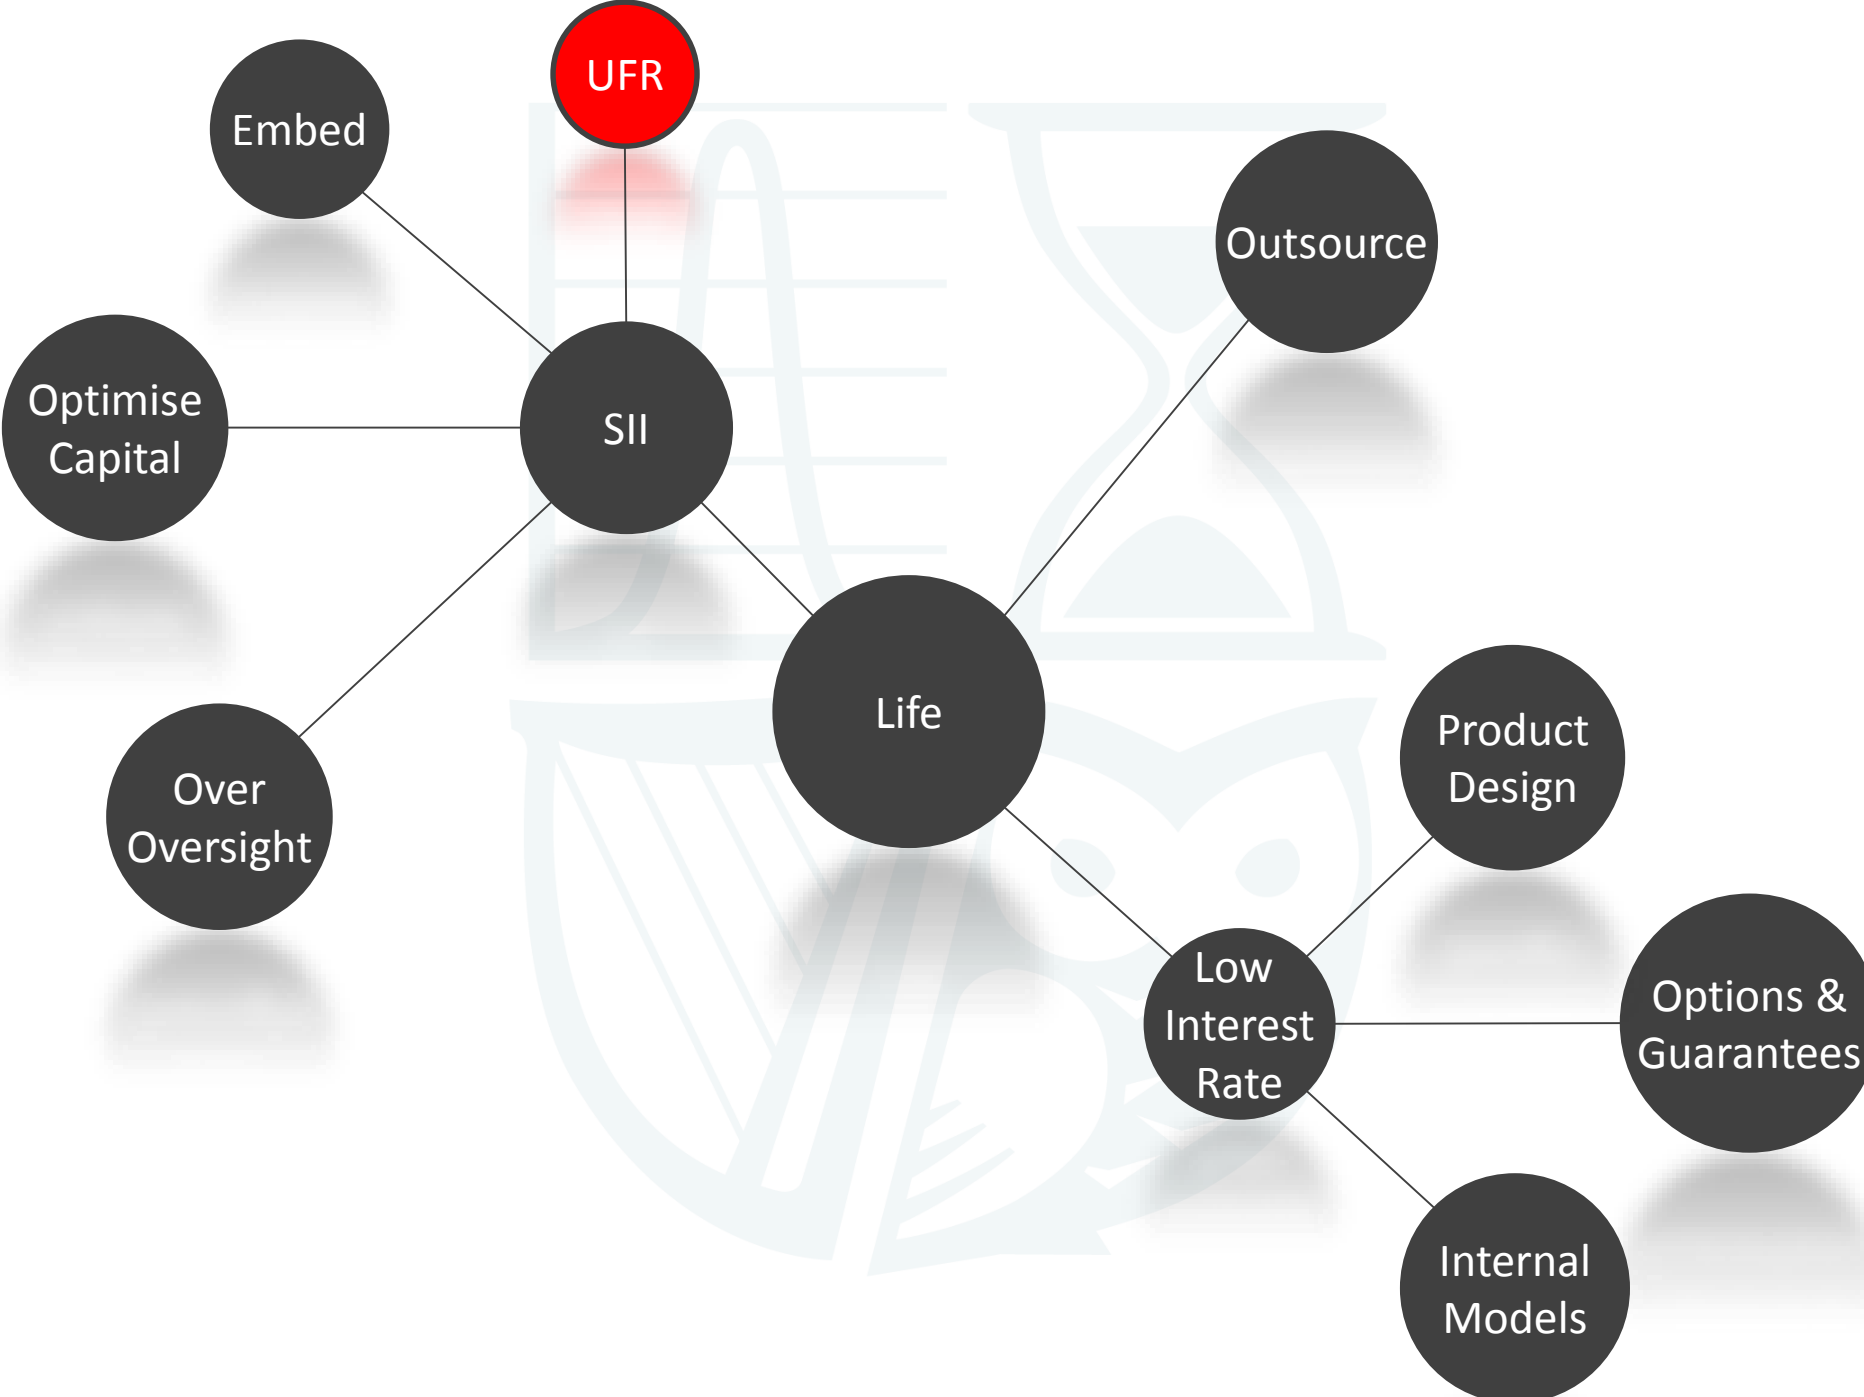 UFR
Embed
Outsource
Optimise
Capital
SII
Life
Product
Design
Over
Oversight
Low
Interest
Rate
Options &
Guarantees
Internal
Models